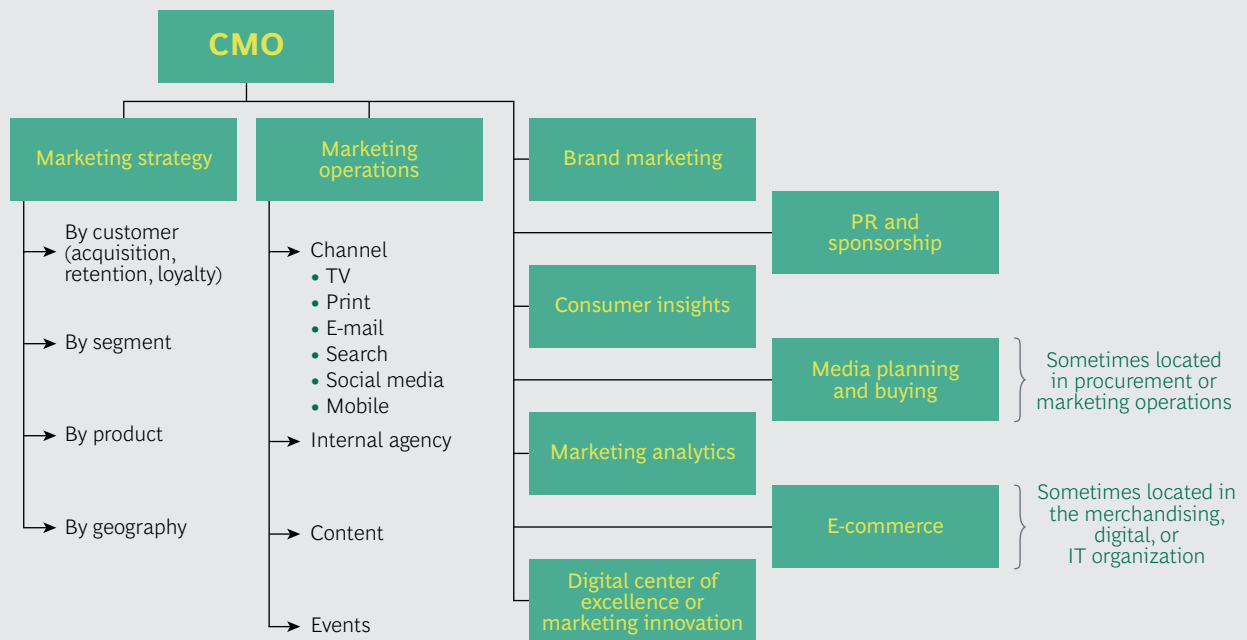 CMO
Marketing strategy
By customer
(acquisition,
retention, loyalty)
By segment
By product
By geography
Marketing
operations
Channel
• TV
• Print
• E-mail
• Search
• Social media
• Mobile
Internal agency
Content
Events
Brand marketing
PR and
sponsorship
Consumer insights
Media planning
and buying
Sometimes located
in procurement or
marketing operations
Marketing analytics
E-commerce
Sometimes located in
the merchandising,
digital, or
IT organization
Digital center of
excellence or
marketing innovation